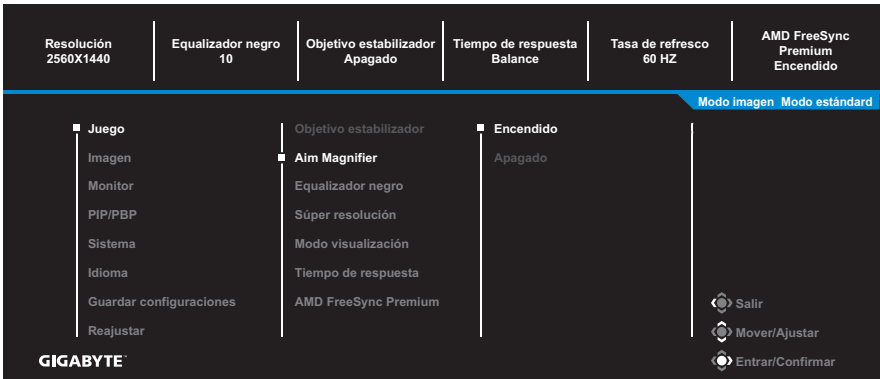 Resolución
2560X1440
Equalizador negro
10
Objetivo estabilizador
Apagado
Tiempo de respuesta
Balance
Tasa de refresco
60 HZ
AMD FreeSync
Premium
Encendido
Modo imagen Modo estándard
Juego
Imagen
Monitor
PIP/PBP
Sistema
Idioma
Guardar configuraciones
Reajustar
Objetivo estabilizador
Aim Magnifier
Equalizador negro
Súper resolución
Modo visualización
Tiempo de respuesta
AMD FreeSync Premium
Encendido
Apagado
Salir
Mover/Ajustar
Entrar/Confirmar
GIGABYTE™